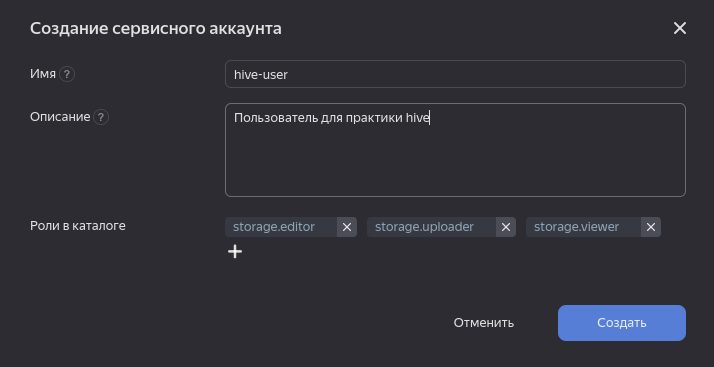 Создание сервисного аккаунта
Имя ?
hive-user
Описание ?
Пользователь для практики hive
Роли в каталоге
storage.editor storage.uploader storage.viewer
Отменить Создать